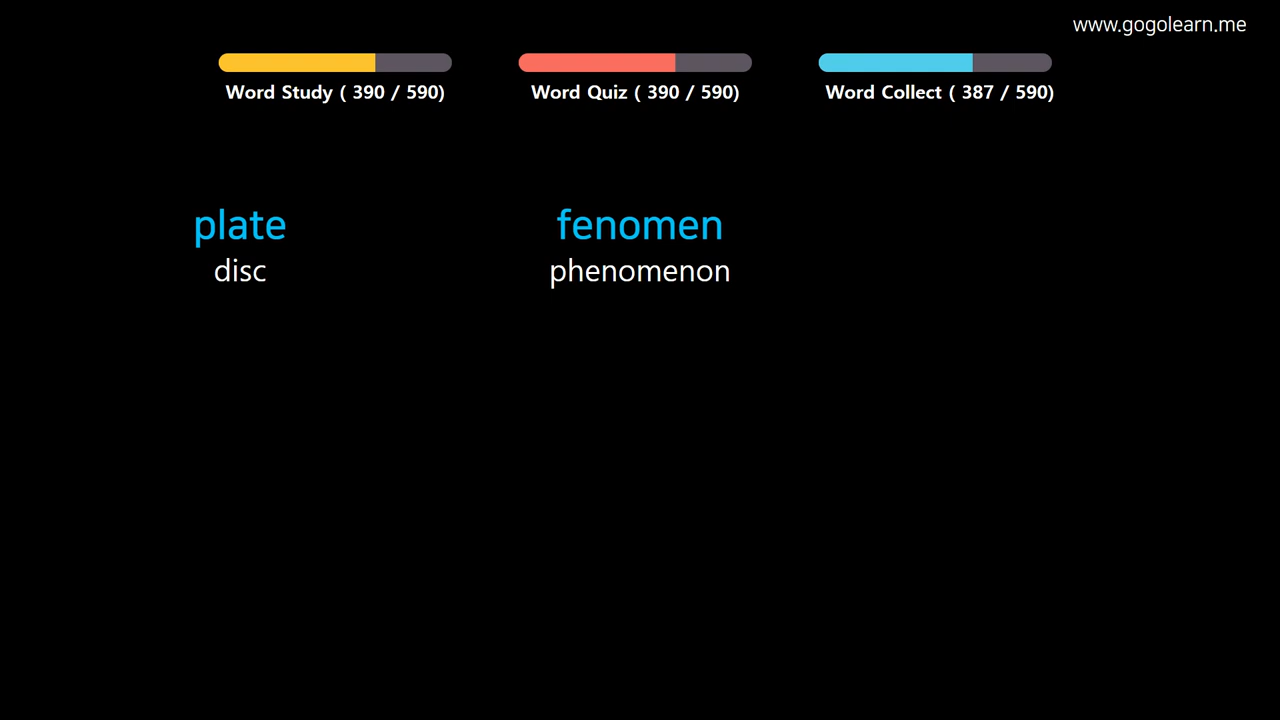 www.gogolearn.me
Word Study ( 390 / 590)
Word Quiz ( 390 / 590)
Word Collect ( 387 / 590)
plate
disc
fenomen
phenomenon